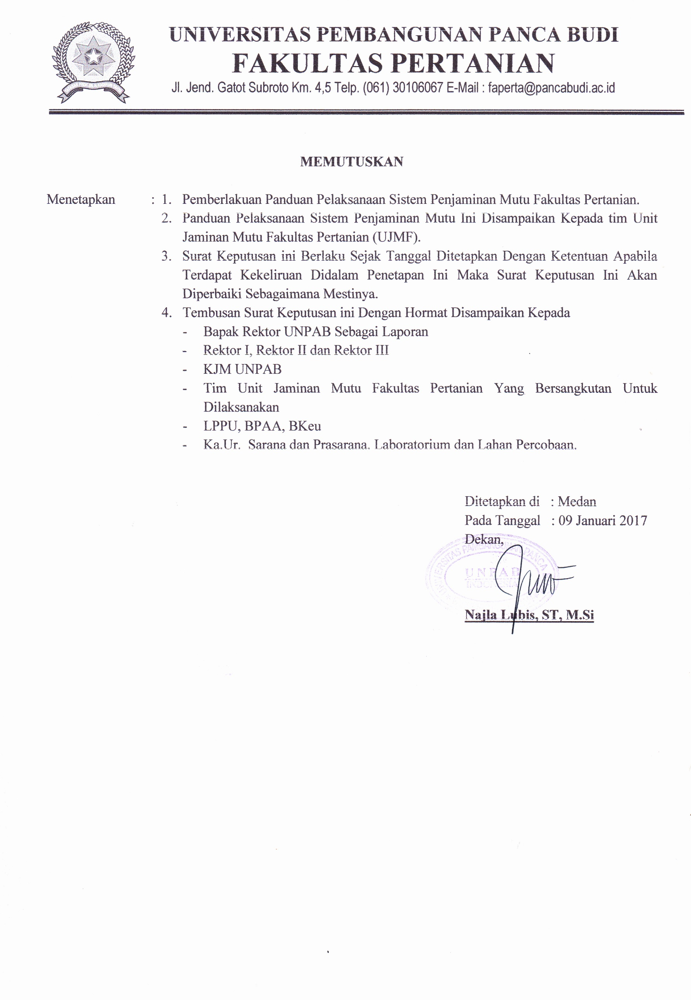 UNIVERSITAS PEMBANGUNAN PANCA BUDI
FAKULTAS PERTANIAN
Jl. Jend. Gatot Subroto Km. 4,5 Telp. (061) 30106067 E-Mail : faperta@pancabudi.ac.id
MEMUTUSKAN
Menetapkan : 1. Pemberlakuan Panduan Pelaksanaan Sistem Penjaminan Mutu Fakultas Pertanian.
2. Panduan Pelaksanaan Sistem Penjaminan Mutu Ini Disampaikan Kepada tim Unit
Jaminan Mutu Fakultas Pertanian (UJMF).
3. Surat Keputusan ini Berlaku Sejak Tanggal Ditetapkan Dengan Ketentuan Apabila
Terdapat Kekeliruan Didalam Penetapan Ini Maka Surat Keputusan Ini Akan
Diperbaiki Sebagaimana Mestinya.
4. Tembusan Surat Keputusan ini Dengan Hormat Disampaikan Kepada
- Bapak Rektor UNPAB Sebagai Laporan
- Rektor I, Rektor II dan Rektor III
- KJM UNPAB
- Tim Unit Jaminan Mutu Fakultas Pertanian Yang Bersangkutan Untuk
Dilaksanakan
- LPPU, BPAA, BKeu
- Ka.Ur. Sarana dan Prasarana. Laboratorium dan Lahan Percobaan.
Ditetapkan di : Medan
Pada Tanggal : 09 Januari 2017
Dekan,
UNIVERSITAS PAMBANGUNAN PANCA
UNPAB
INDONESIA
Najla Lubis, ST, M.Si